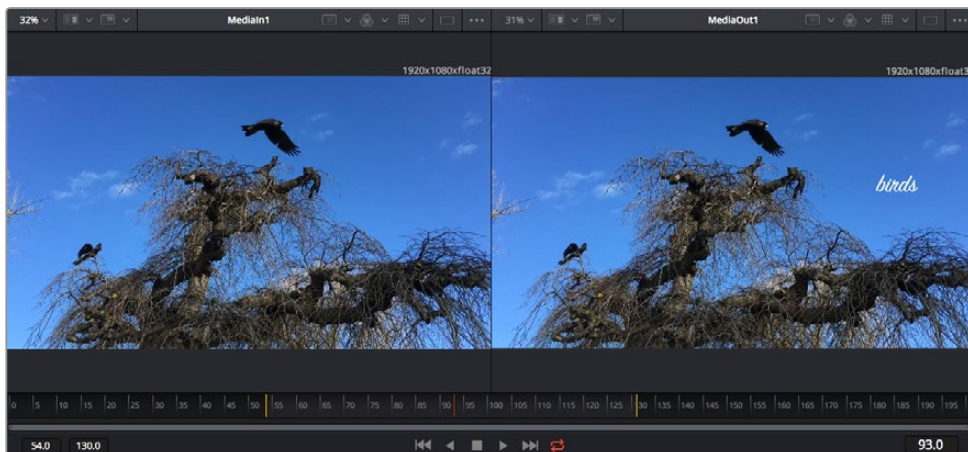 32% MediaIn1 31% MediaOut1
1920x1080xfloat32 1920x1080xfloat3
birds
0 5 10 15 20 25 30 35 40 45 50 55 60 65 70 75 80 85 90 95 100 105 110 115 120 125 30 135 140 145 150 155 160 165 170 175 180 185 190 195
54.0 130.0 93.0